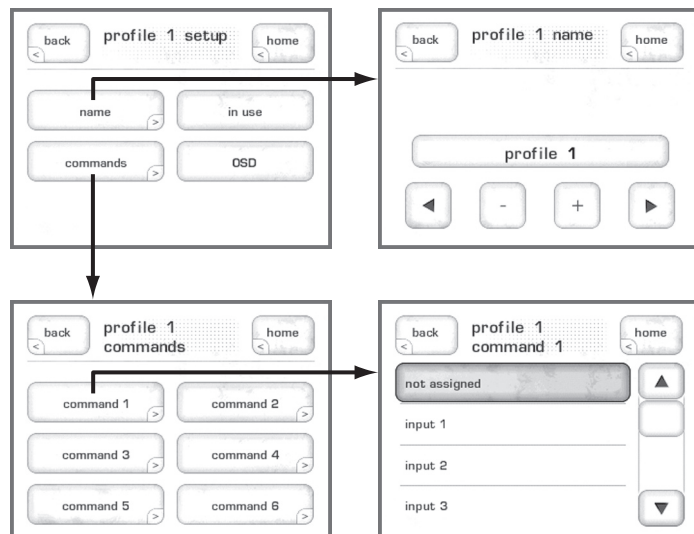 back
profile 1 setup
home
<
<
name
>
in use
commands
>
OSD
back
profile 1 name
home
<
<
profile 1
-
+
back
profile 1
commands
home
<
<
command 1
>
command 2
>
command 3
>
command 4
>
command 5
>
command 6
>
back
profile 1
command 1
home
<
<
not assigned
input 1
input 2
input 3